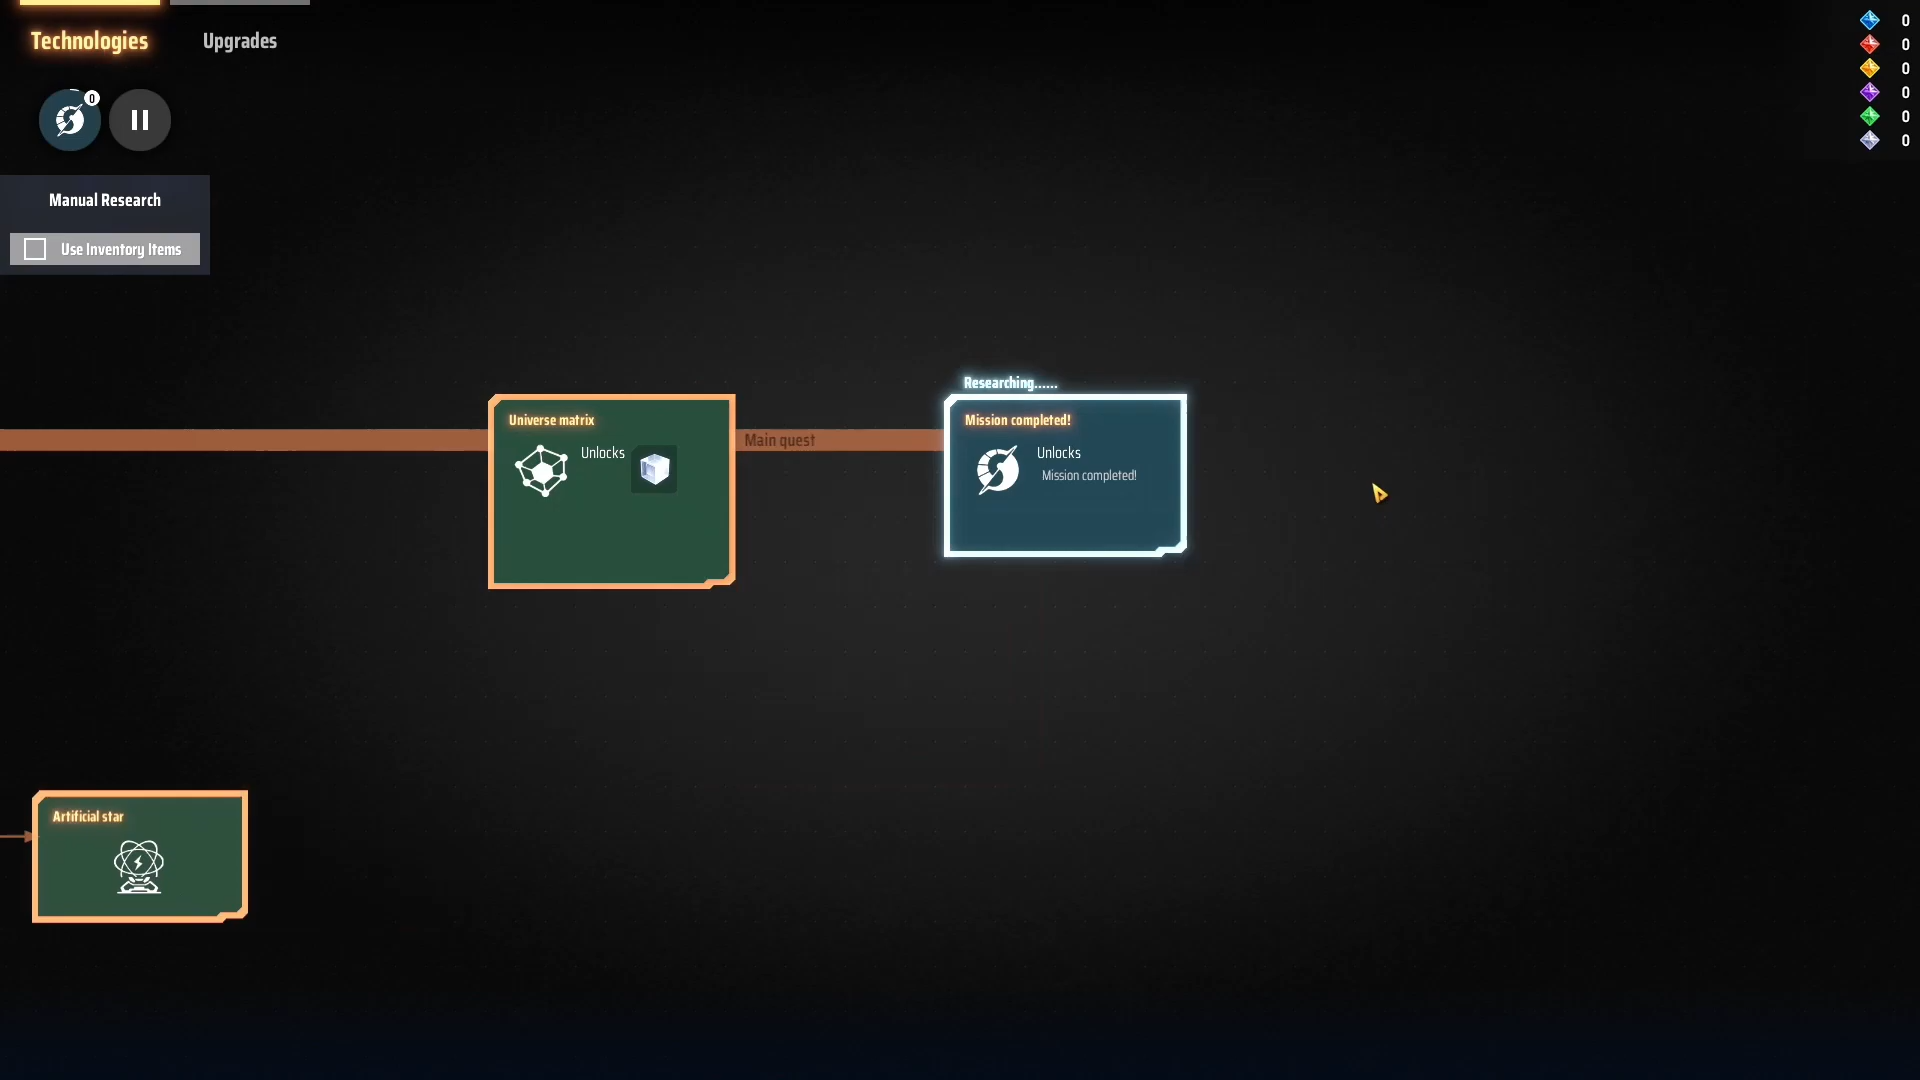 Technologies
Upgrades
0
0
0
0
0
0
0
Manual Research
Use Inventory Items
Researching......
Universe matrix
Unlocks
Main quest
Mission completed!
Unlocks
Mission completed!
Artificial star